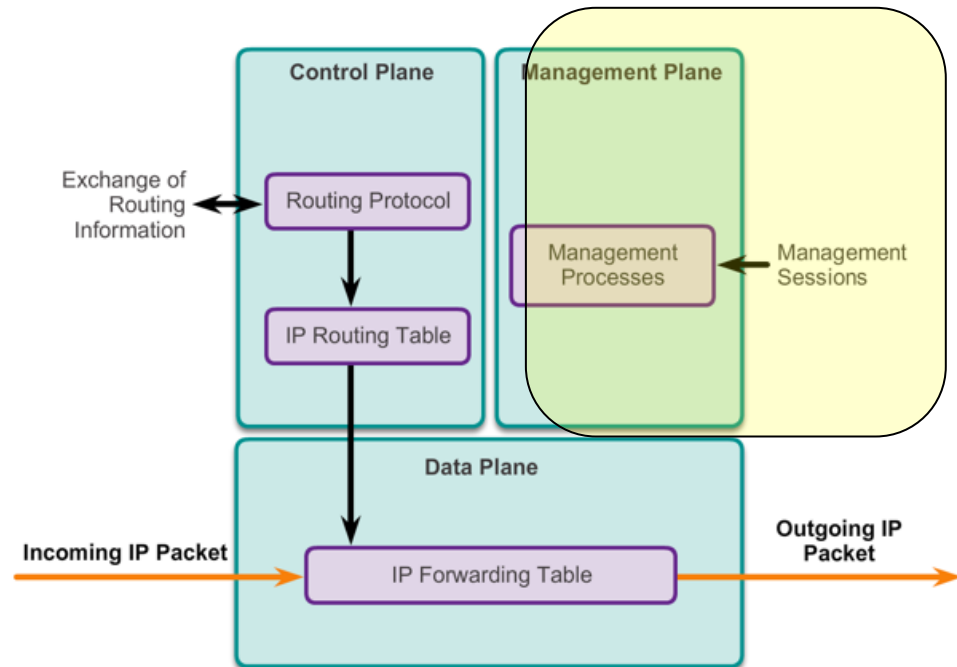 Control Plane
Management Plane
Exchange of
Routing
Information
Routing Protocol
Management
Processes
Management
Sessions
IP Routing Table
Data Plane
Incoming IP Packet
IP Forwarding Table
Outgoing IP
Packet